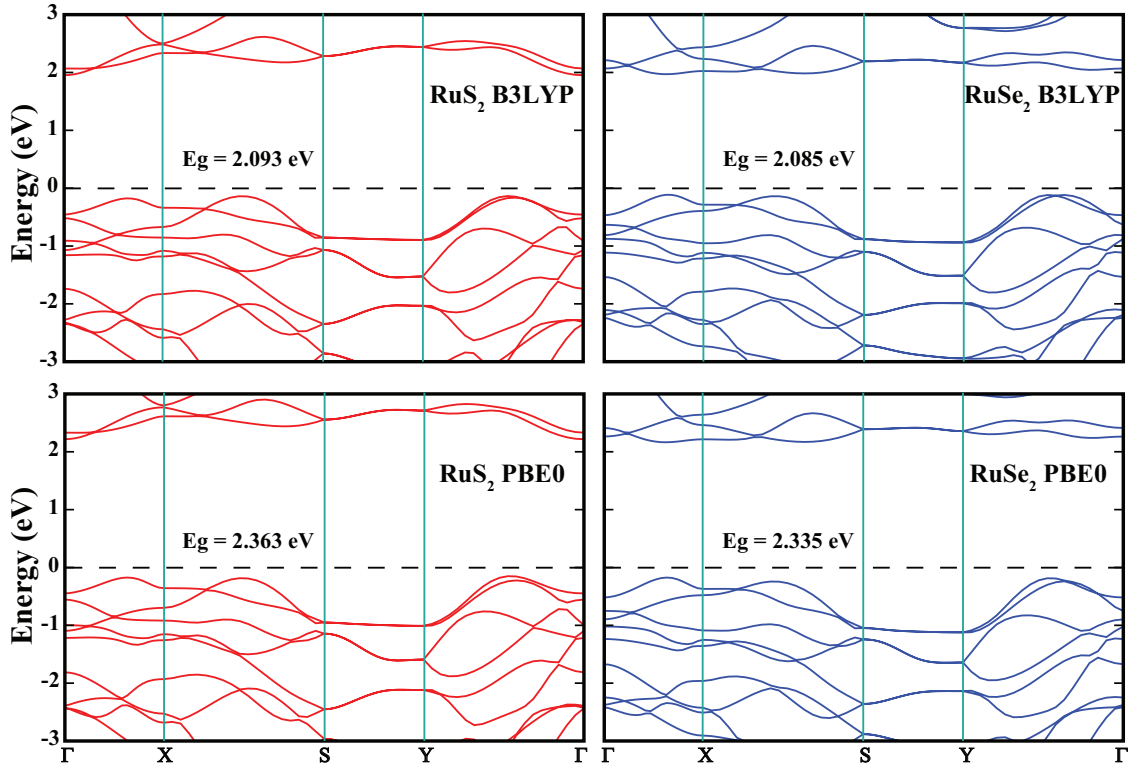 3
2
1
0
-1
-2
-3
Energy (eV)
RuS₂ B3LYP
Eg = 2.093 eV
RuSe₂ B3LYP
Eg = 2.085 eV
3
2
1
0
-1
-2
-3
Energy (eV)
RuS₂ PBE0
Eg = 2.363 eV
RuSe₂ PBE0
Eg = 2.335 eV
Γ X S Y Γ
X S Y Γ